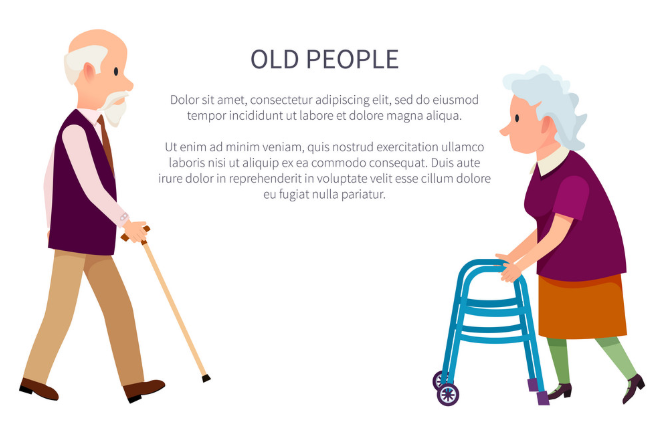 OLD PEOPLE
Dolor sit amet, consectetur adipiscing elit, sed do eiusmod
tempor incididunt ut labore et dolore magna aliqua.
Ut enim ad minim veniam, quis nostrud exercitation ullamco
laboris nisi ut aliquip ex ea commodo consequat. Duis aute
irure dolor in reprehenderit in voluptate velit esse cillum dolore
eu fugiat nulla pariatur.